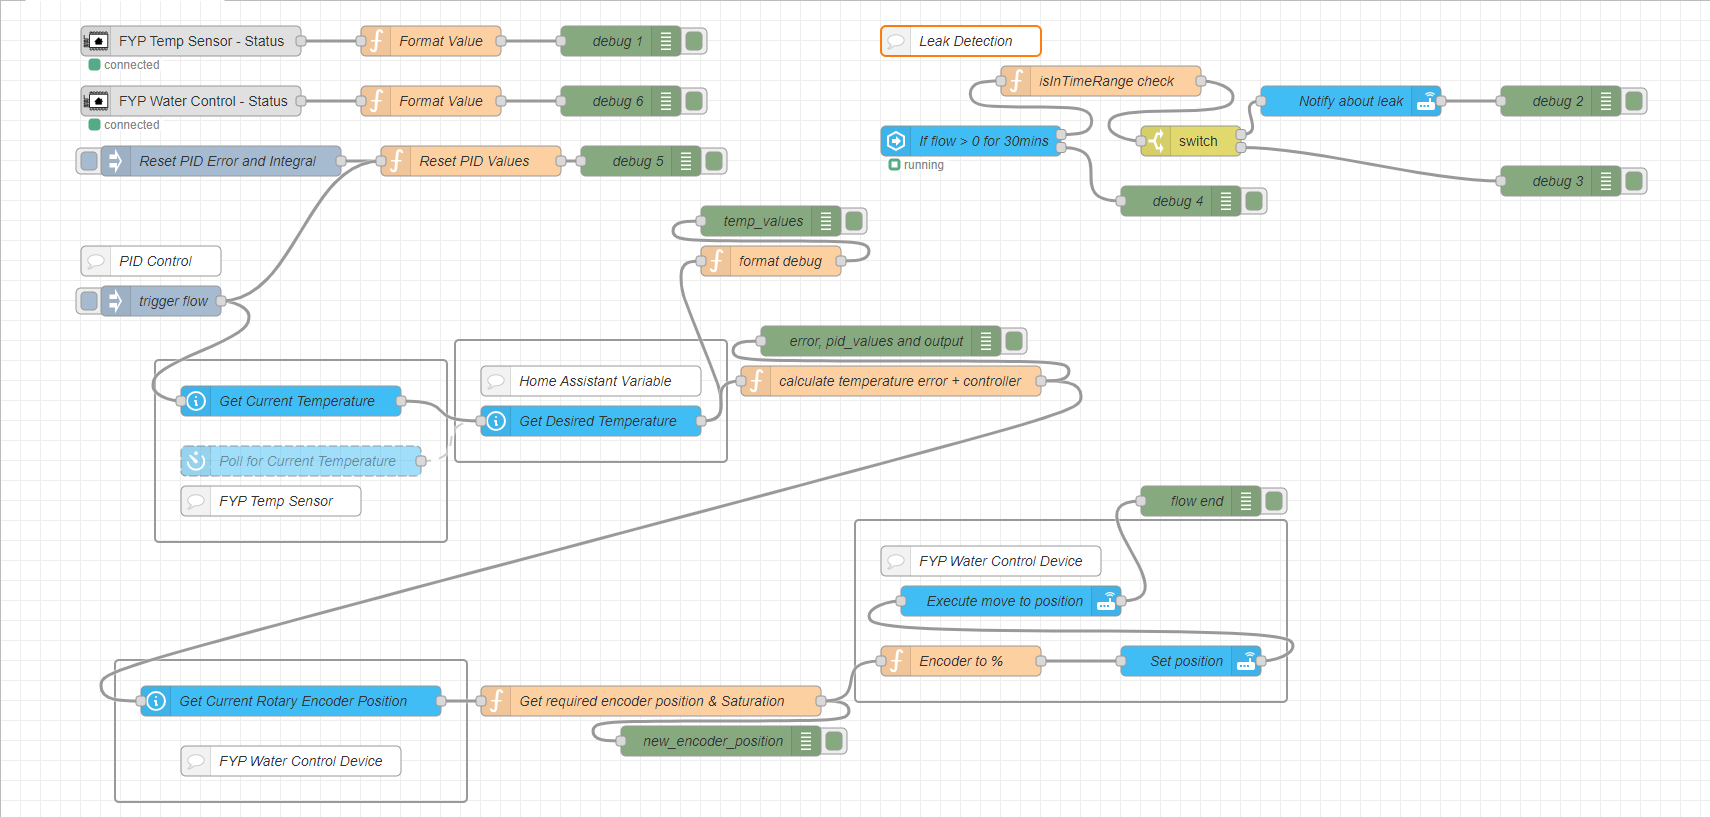 FYP Temp Sensor - Status
Format Value
debug 1
connected
FYP Water Control - Status
Format Value
debug 6
connected
Reset PID Error and Integral
Reset PID Values
debug 5
Leak Detection
isInTimeRange check
Notify about leak
debug 2
If flow > 0 for 30mins
running
switch
debug 3
debug 4
temp_values
format debug
PID Control
trigger flow
error, pid_values and output
Home Assistant Variable
calculate temperature error + controller
Get Current Temperature
Get Desired Temperature
Poll for Current Temperature
FYP Temp Sensor
flow end
FYP Water Control Device
Execute move to position
Encoder to %
Set position
Get Current Rotary Encoder Position
Get required encoder position & Saturation
new_encoder_position
FYP Water Control Device